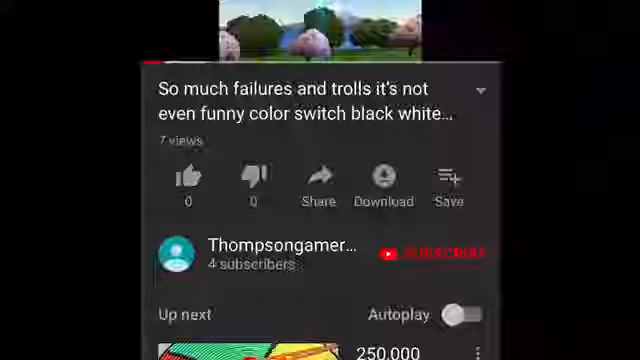 So much failures and trolls it's not
even funny color switch black white...
7 views
0
0
Share
Download
Save
Thompsongamer...
SUBSCRIBE
4 subscribers
Up next
Autoplay
250,000